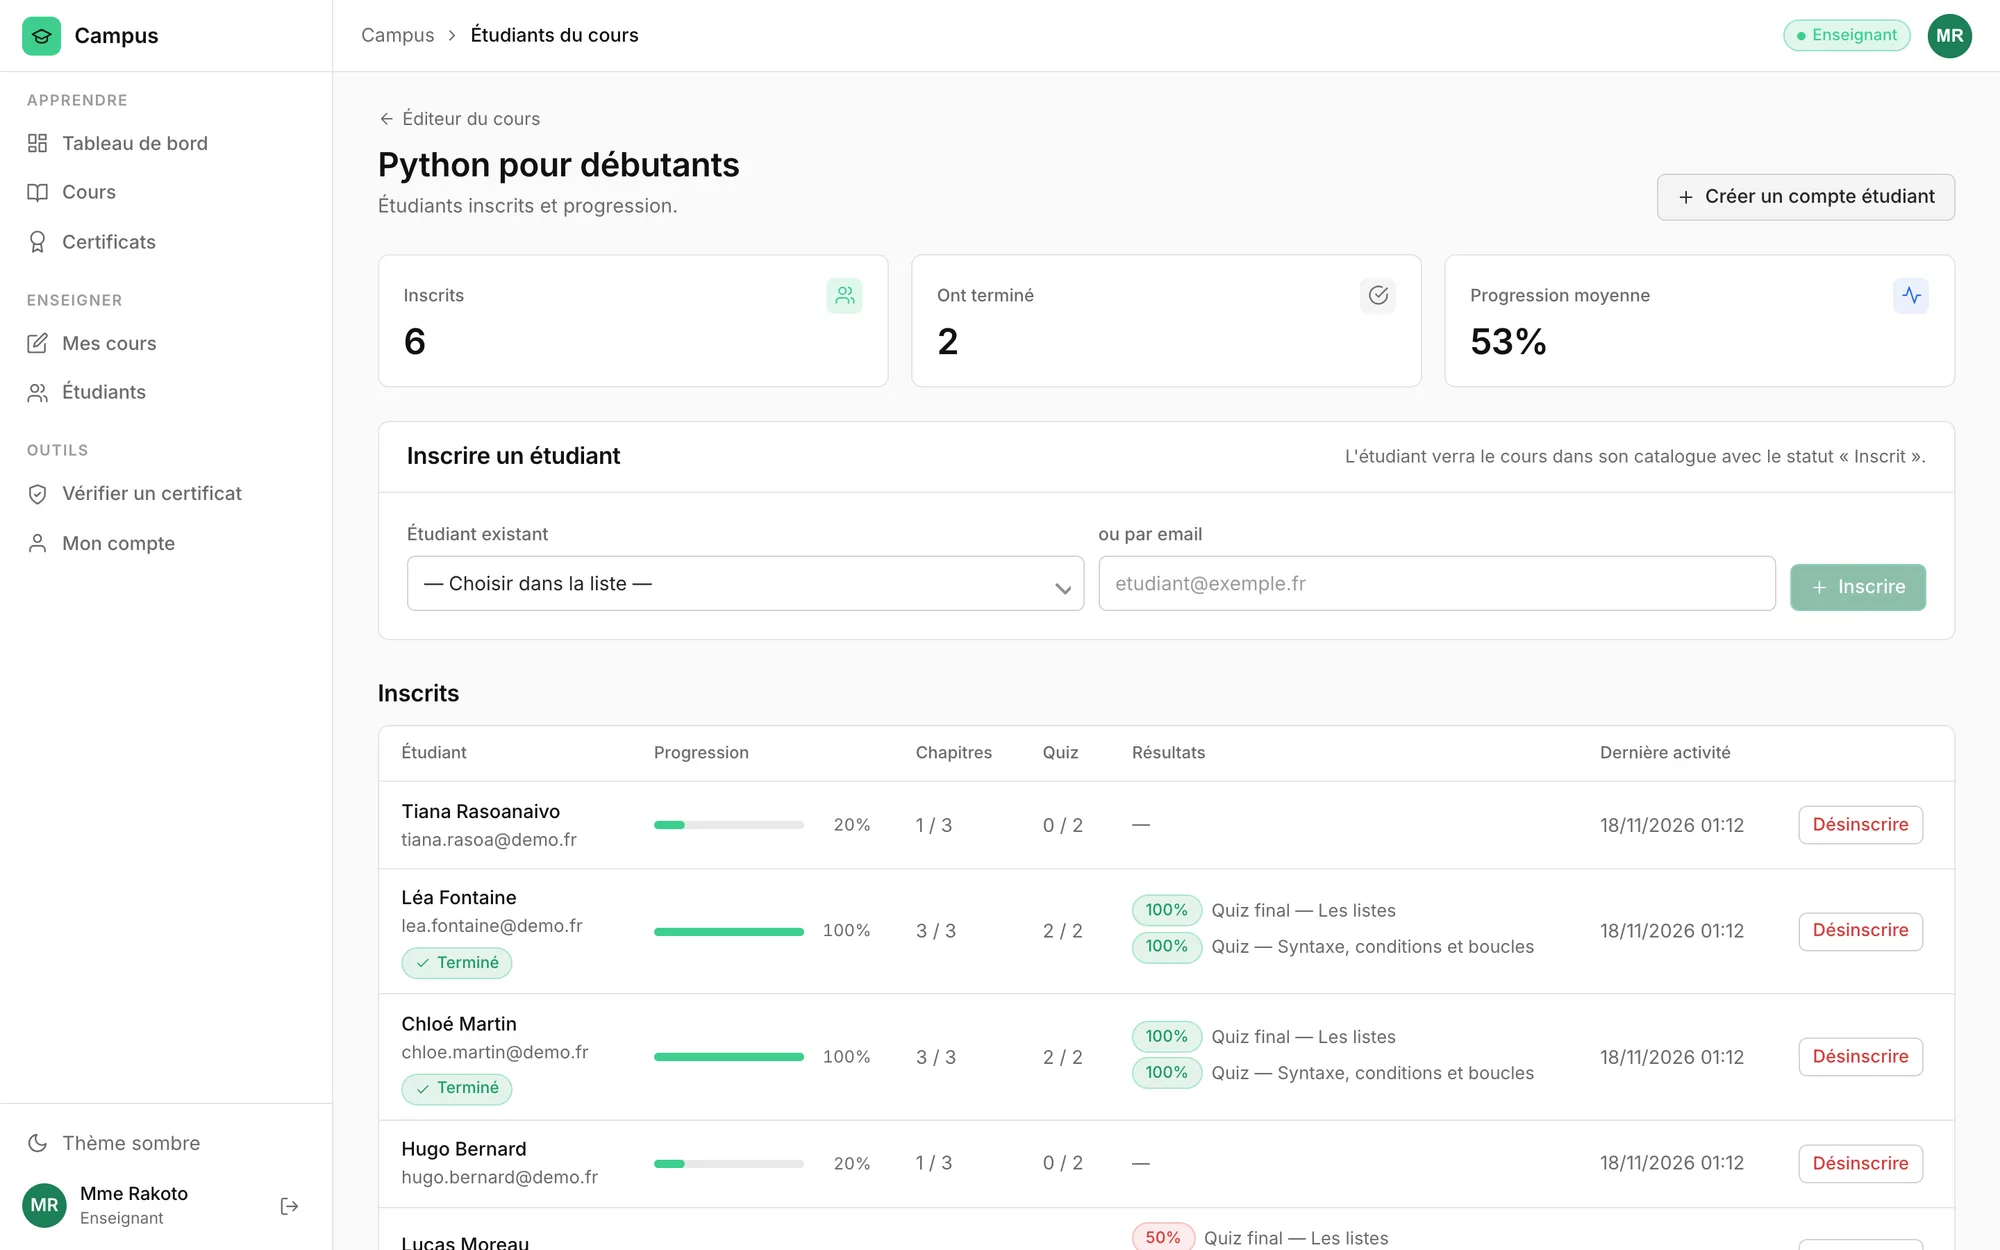 Campus
Campus > Étudiants du cours
Enseignant
MR
APPRENDRE
Tableau de bord
Cours
Certificats
ENSEIGNER
Mes cours
Étudiants
OUTILS
Vérifier un certificat
Mon compte
Thème sombre
MR
Mme Rakoto
Enseignant
← Éditeur du cours
Python pour débutants
Étudiants inscrits et progression.
+ Créer un compte étudiant
Inscrits
6
Ont terminé
2
Progression moyenne
53%
Inscrire un étudiant
L'étudiant verra le cours dans son catalogue avec le statut « Inscrit ».
Étudiant existant
— Choisir dans la liste —
ou par email
etudiant@exemple.fr
+ Inscrire
Inscrits
Étudiant Progression Chapitres Quiz Résultats Dernière activité
Tiana Rasoanaivo
tiana.rasoa@demo.fr
20% 1 / 3 0 / 2 — 18/11/2026 01:12 Désinscrire
Léa Fontaine
lea.fontaine@demo.fr
Terminé
100% 3 / 3 2 / 2
100% Quiz final — Les listes
100% Quiz — Syntaxe, conditions et boucles
18/11/2026 01:12 Désinscrire
Chloé Martin
chloe.martin@demo.fr
Terminé
100% 3 / 3 2 / 2
100% Quiz final — Les listes
100% Quiz — Syntaxe, conditions et boucles
18/11/2026 01:12 Désinscrire
Hugo Bernard
hugo.bernard@demo.fr
20% 1 / 3 0 / 2 — 18/11/2026 01:12 Désinscrire
Lucas Moreau
50% Quiz final — Les listes